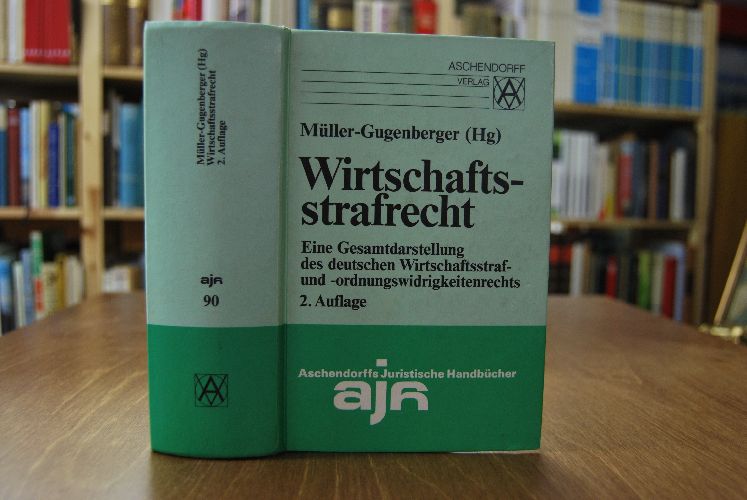 Müller-Gugenberger (Hg)
Wirtschaftsstrafrecht
2. Auflage
ajh
90
ASCHENDORFF
VERLAG
Müller-Gugenberger (Hg)
Wirtschafts-
strafrecht
Eine Gesamtdarstellung
des deutschen Wirtschaftsstraf-
und -ordnungswidrigkeitenrechts
2. Auflage
Aschendorffs Juristische Handbücher
ajh